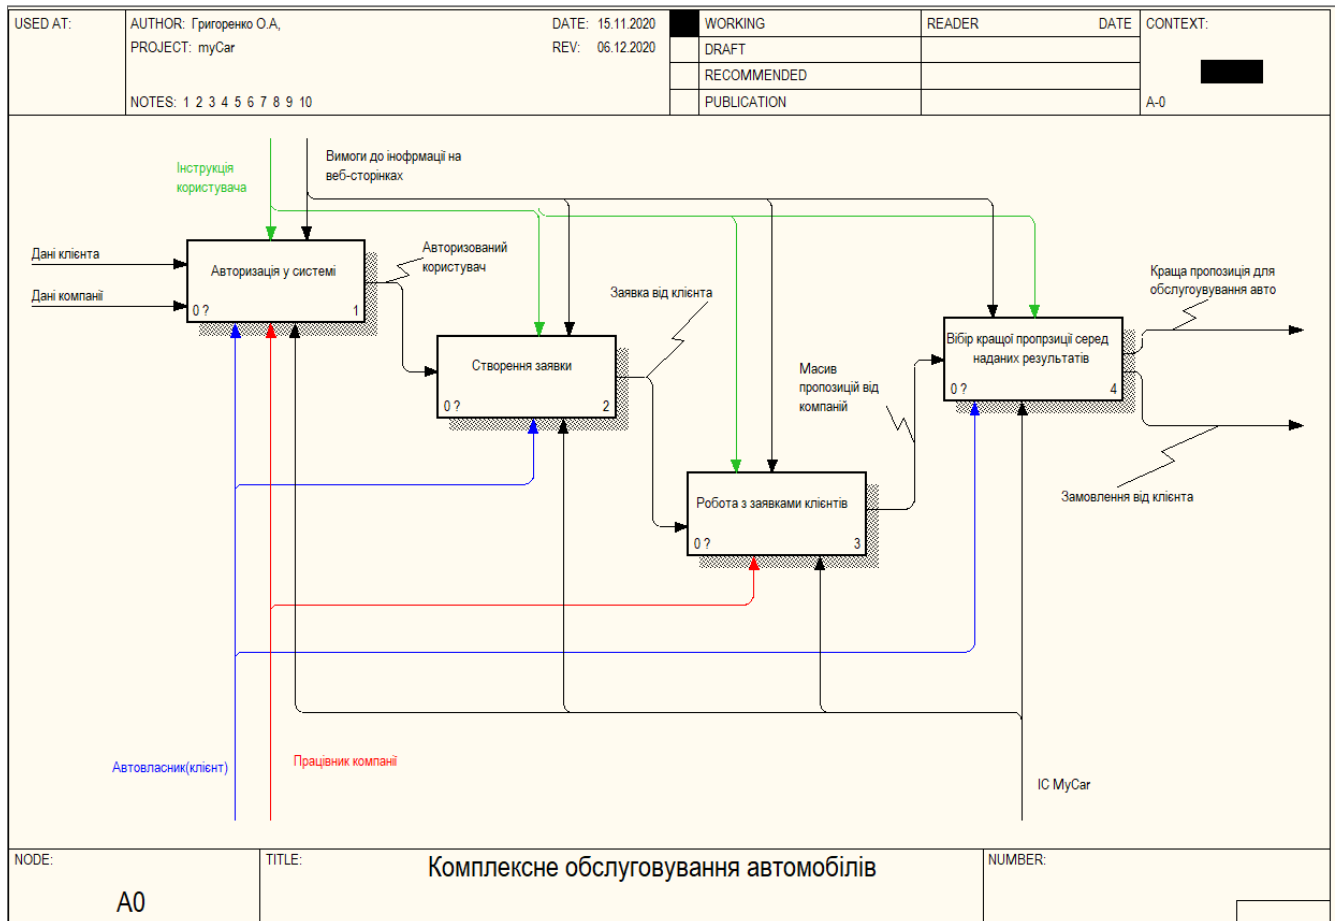 USED AT:
AUTHOR: Григоренко О.А,
DATE: 15.11.2020
PROJECT: myCar
REV: 06.12.2020
NOTES: 1 2 3 4 5 6 7 8 9 10
WORKING
DRAFT
RECOMMENDED
PUBLICATION
READER
DATE
CONTEXT:
A-0
Інструкція
користувача
Вимоги до інофрмації на
веб-сторінках
Дані клієнта
Дані компанії
Авторизація у системі
0 ?
1
Авторизований
користувач
Створення заявки
0 ?
2
Заявка від клієнта
Робота з заявками клієнтів
0 ?
3
Масив
пропозицій від
компаній
Вібір кращої пропрзиції серед
наданих результатів
0 ?
4
Краща пропозиція для
обслугоувування авто
Замовлення від клієнта
Автовласник(клієнт)
Працівник компанії
ІС MyCar
NODE:
A0
TITLE:
Комплексне обслуговування автомобілів
NUMBER: